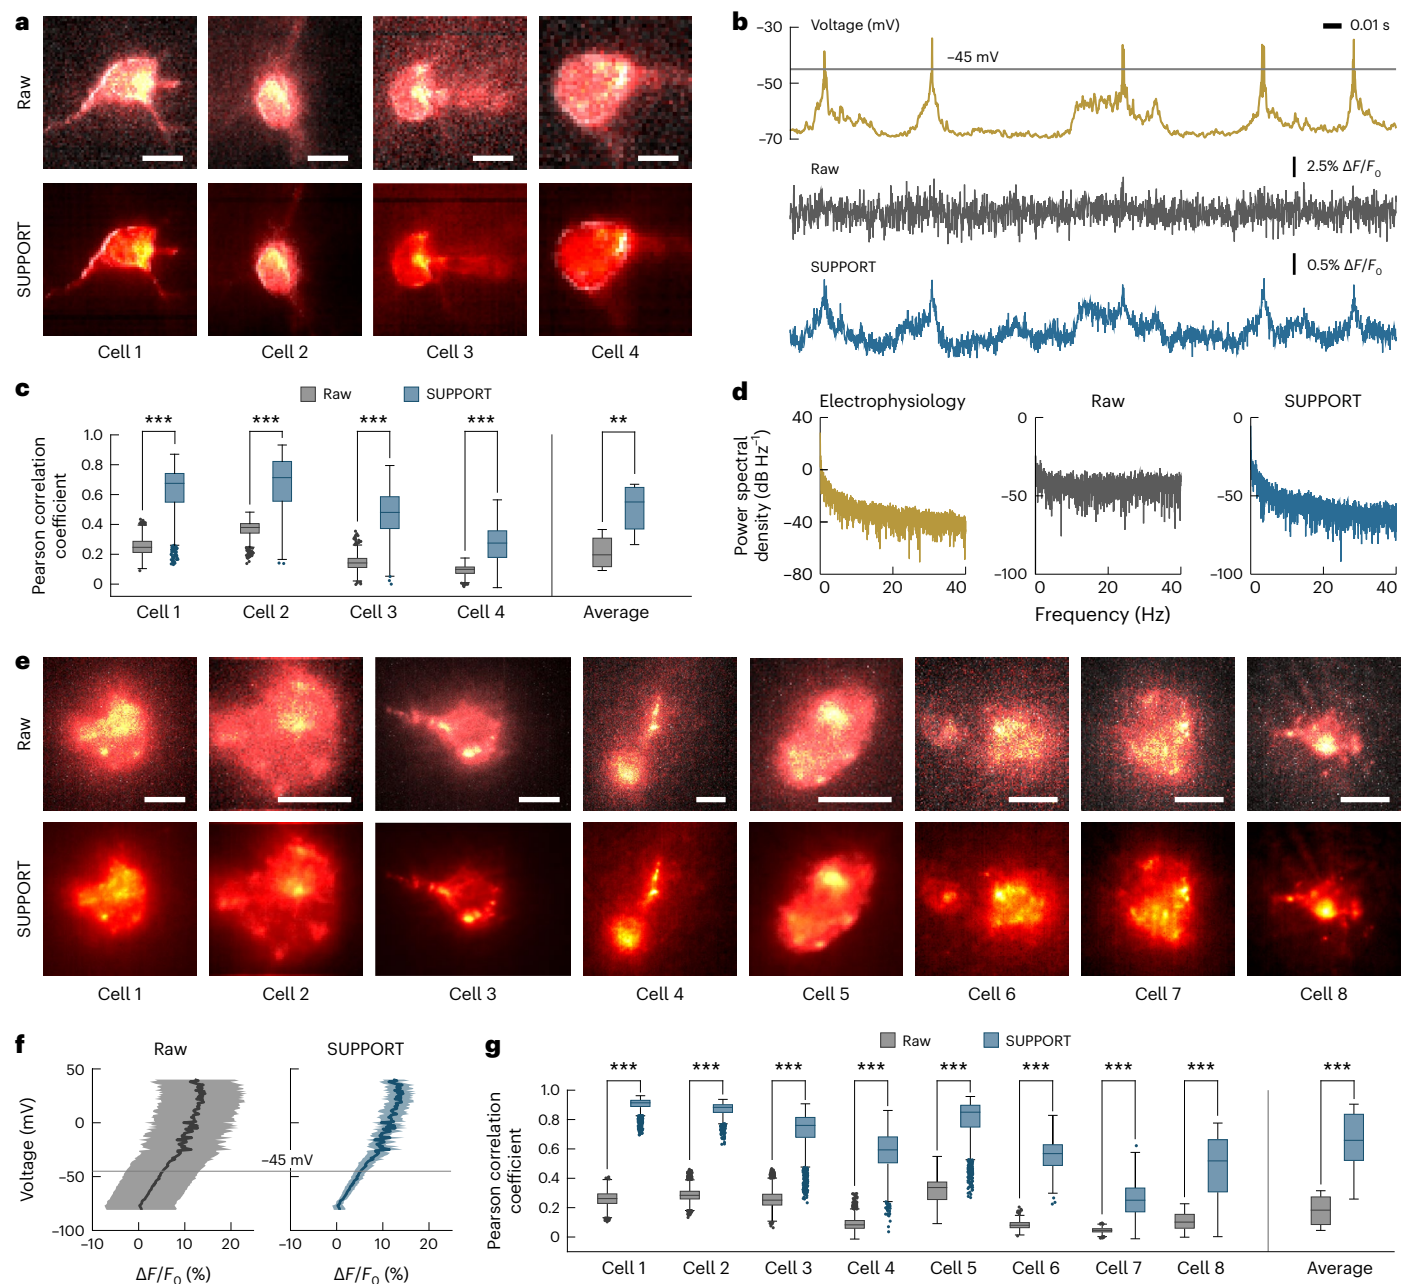 a
Raw
SUPPORT
Cell 1 Cell 2 Cell 3 Cell 4
b
Voltage (mV)
0.01 s
−30
−45 mV
−50
−70
Raw
2.5% ΔF/F0
SUPPORT
0.5% ΔF/F0
c
Raw SUPPORT
*** *** *** *** **
Pearson correlation
coefficient
1.0
0.8
0.6
0.4
0.2
0
Cell 1 Cell 2 Cell 3 Cell 4 Average
d
Electrophysiology Raw SUPPORT
Power spectral
density (dB Hz−1)
40
0
−40
−80
0 20 40
0
−50
−100
0 20 40
0
−50
−100
0 20 40
Frequency (Hz)
e
Raw
SUPPORT
Cell 1 Cell 2 Cell 3 Cell 4 Cell 5 Cell 6 Cell 7 Cell 8
f
Raw SUPPORT
Voltage (mV)
50
0
−50
−100
−45 mV
−10 0 10 20
−10 0 10 20
ΔF/F0 (%) ΔF/F0 (%)
g
Raw SUPPORT
*** *** *** *** *** *** *** *** ***
Pearson correlation
coefficient
1.0
0.8
0.6
0.4
0.2
0
Cell 1 Cell 2 Cell 3 Cell 4 Cell 5 Cell 6 Cell 7 Cell 8 Average